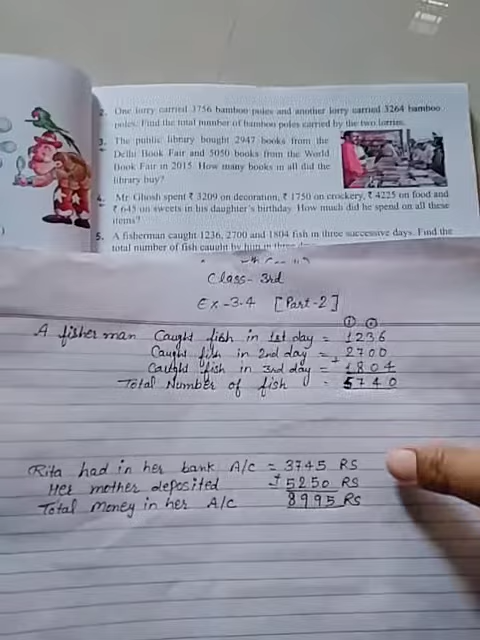 2. One lorry carried 3756 bamboo poles and another lorry carried 3264 bamboo
poles. Find the total number of bamboo poles carried by the two lorries.
3. The public library bought 2947 books from the
Delhi Book Fair and 5050 books from the World
Book Fair in 2015. How many books in all did the
library buy?
4. Mr. Ghosh spent ₹ 3209 on decoration, ₹ 1750 on crockery, ₹ 4225 on food and
₹ 645 on sweets in his daughter's birthday. How much did he spend on all these
items?
5. A fisherman caught 1236, 2700 and 1804 fish in three successive days. Find the
total number of fish caught by him in three
Class- 3rd
Ex-3.4 [Part-2]
① ①
A fisher man Caught fish in 1st day = 1236
Caught fish in 2nd day = + 2700
Caught fish in 3rd day = 1804
Total Number of fish = 5740
Rita had in her bank A/C = 3745 RS
Her mother deposited + 5250 RS
Total Money in her A/C 8995 RS